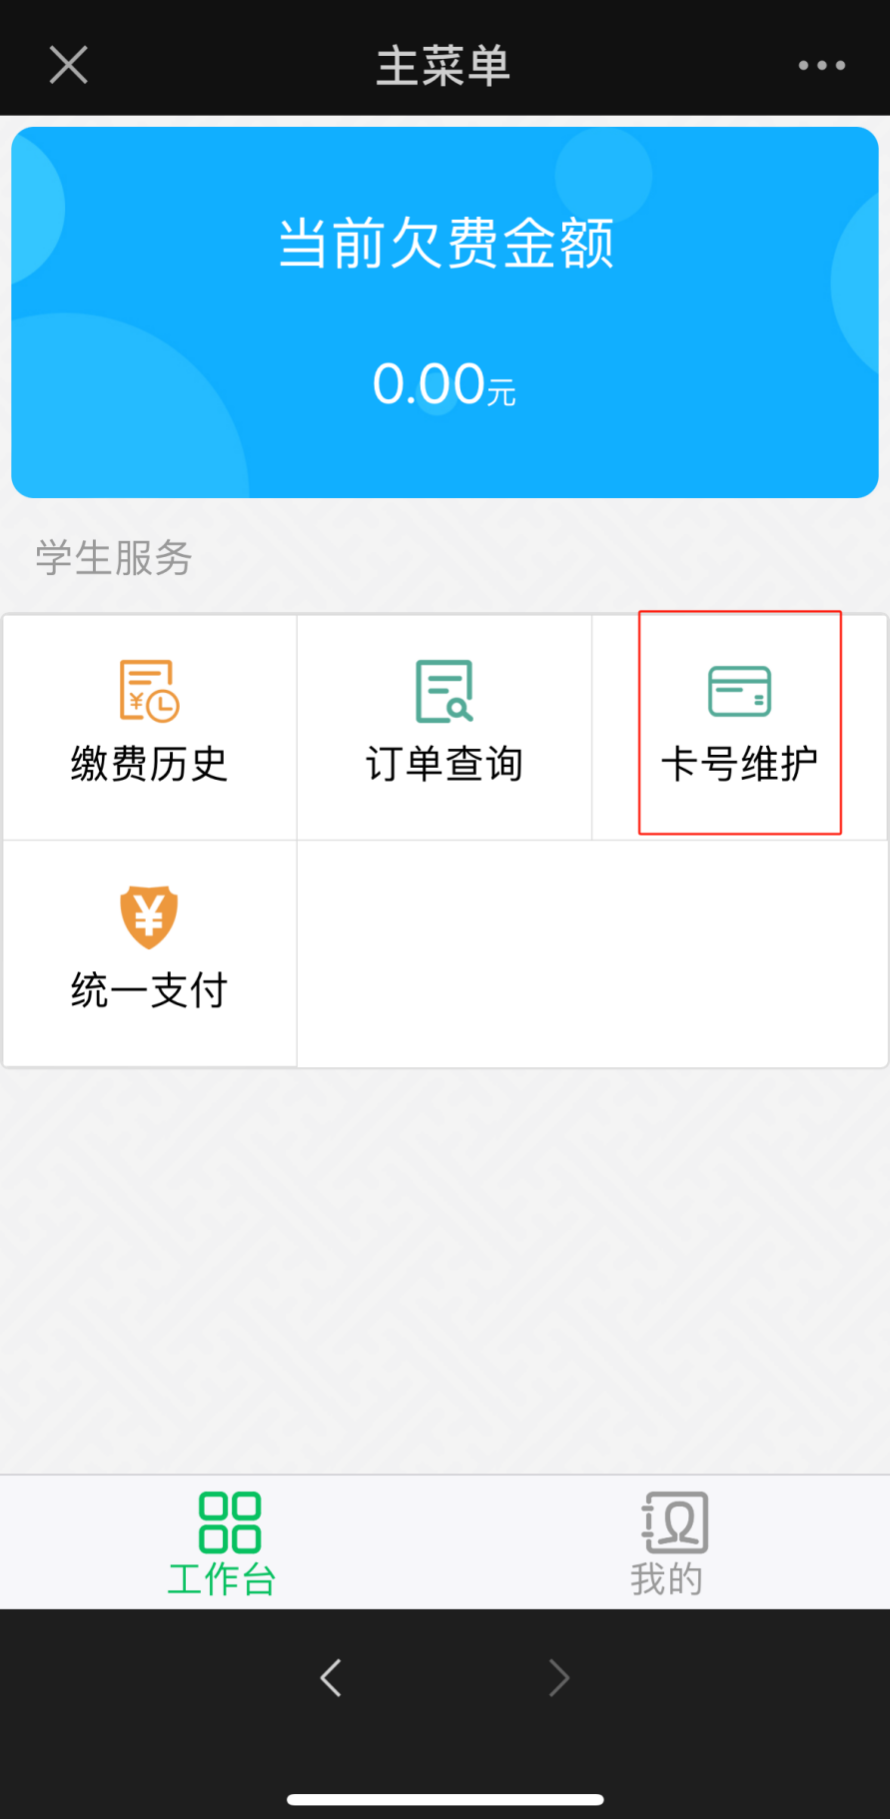 主菜单
当前欠费金额
0.00元
学生服务
缴费历史
订单查询
卡号维护
统一支付
工作台
我的